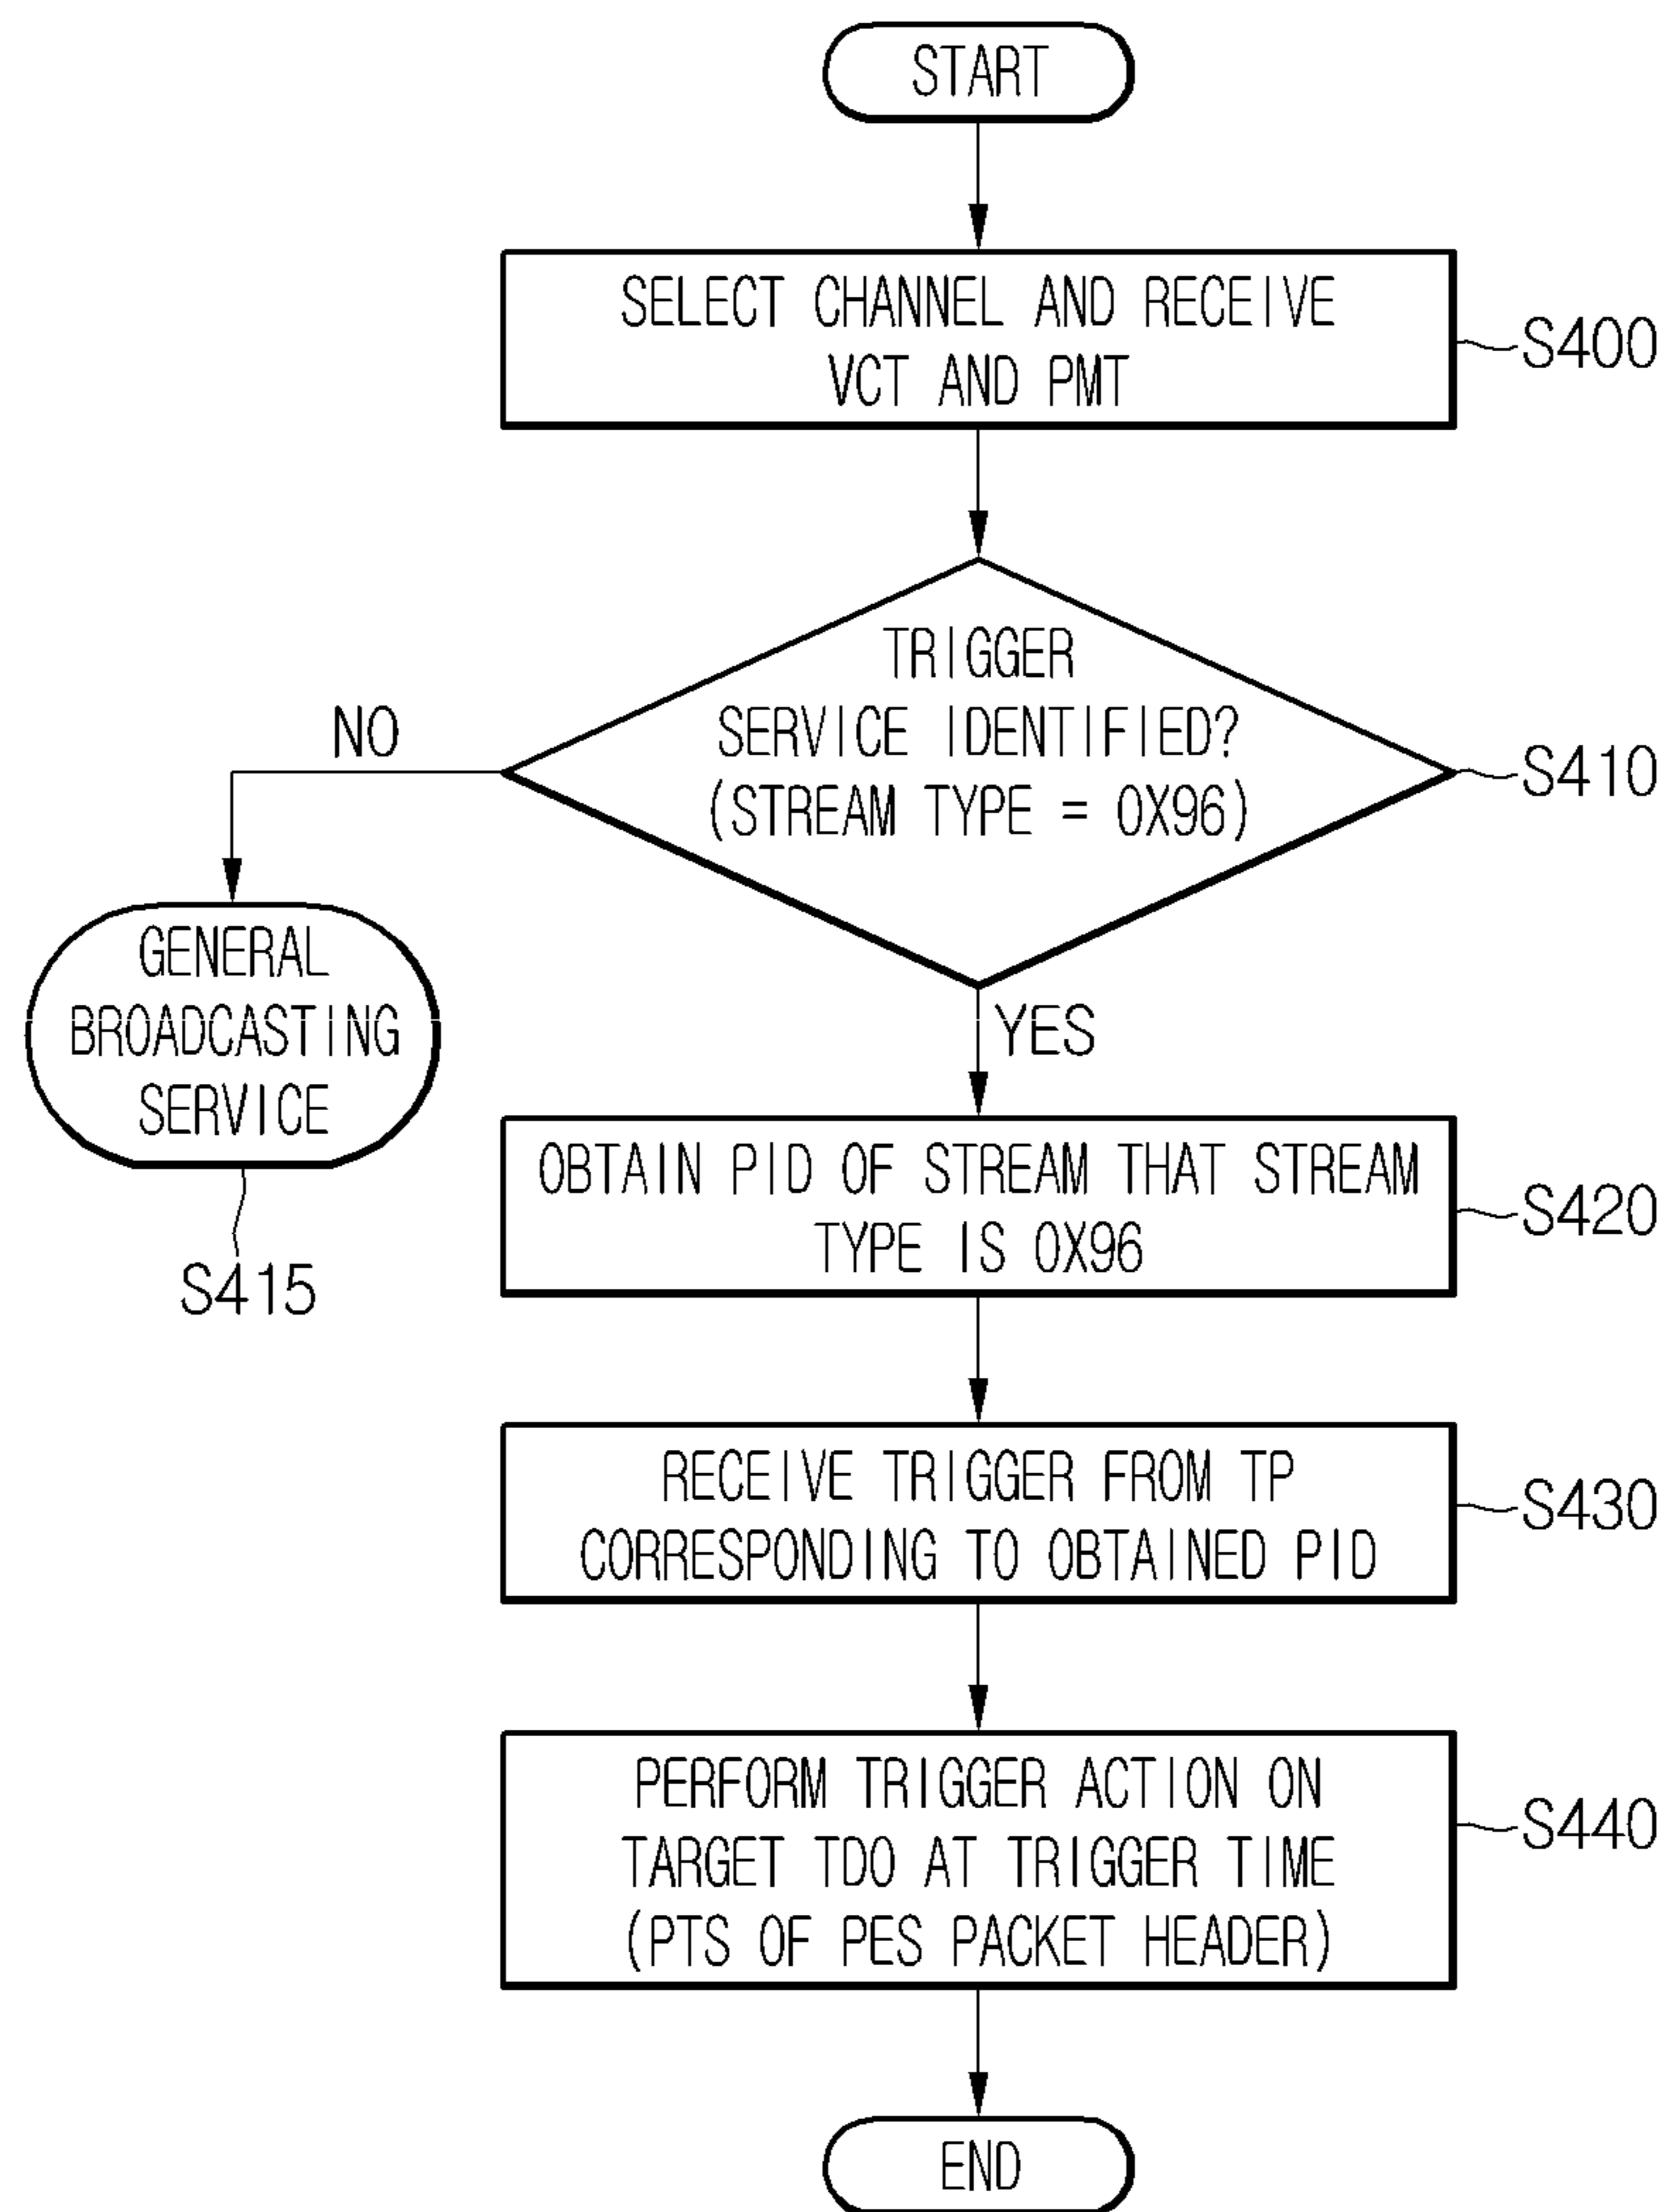 START
SELECT CHANNEL AND RECEIVE
VCT AND PMT
S400
TRIGGER
SERVICE IDENTIFIED?
(STREAM TYPE = 0X96)
S410
NO
GENERAL
BROADCASTING
SERVICE
S415
YES
OBTAIN PID OF STREAM THAT STREAM
TYPE IS 0X96
S420
RECEIVE TRIGGER FROM TP
CORRESPONDING TO OBTAINED PID
S430
PERFORM TRIGGER ACTION ON
TARGET TDO AT TRIGGER TIME
(PTS OF PES PACKET HEADER)
S440
END